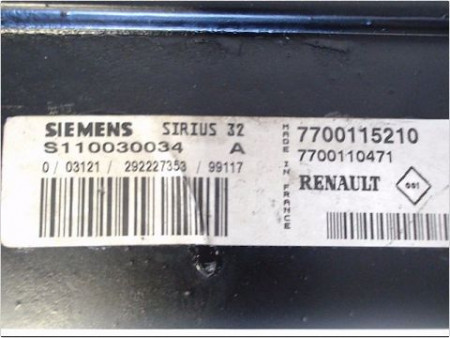 SIEMENS SIRIUS 32
S110030034 A
0 / 03121 / 292227353 / 99117
MADE IN FRANCE
7700115210
7700110471
RENAULT